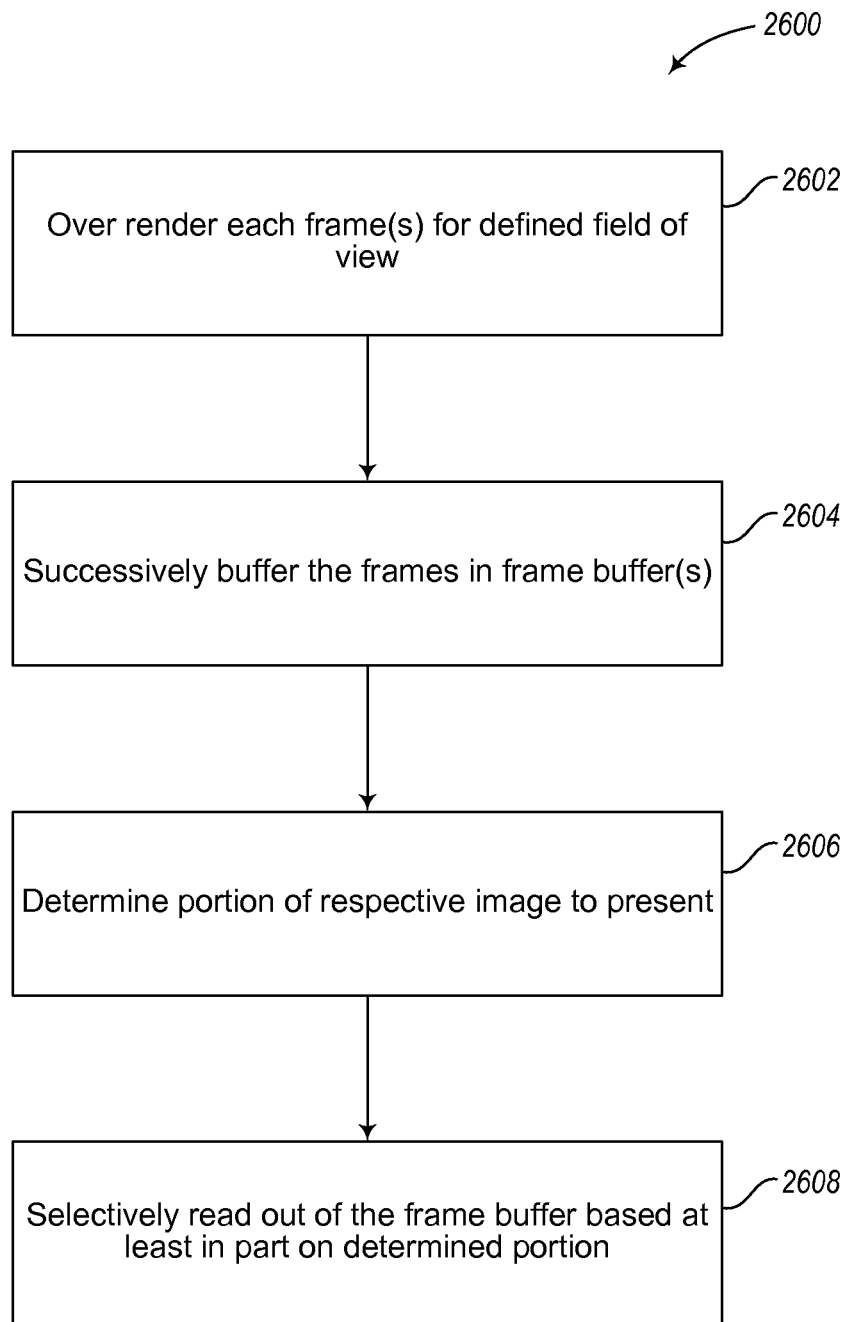 2600
2602
Over render each frame(s) for defined field of
view
2604
Successively buffer the frames in frame buffer(s)
2606
Determine portion of respective image to present
2608
Selectively read out of the frame buffer based at
least in part on determined portion